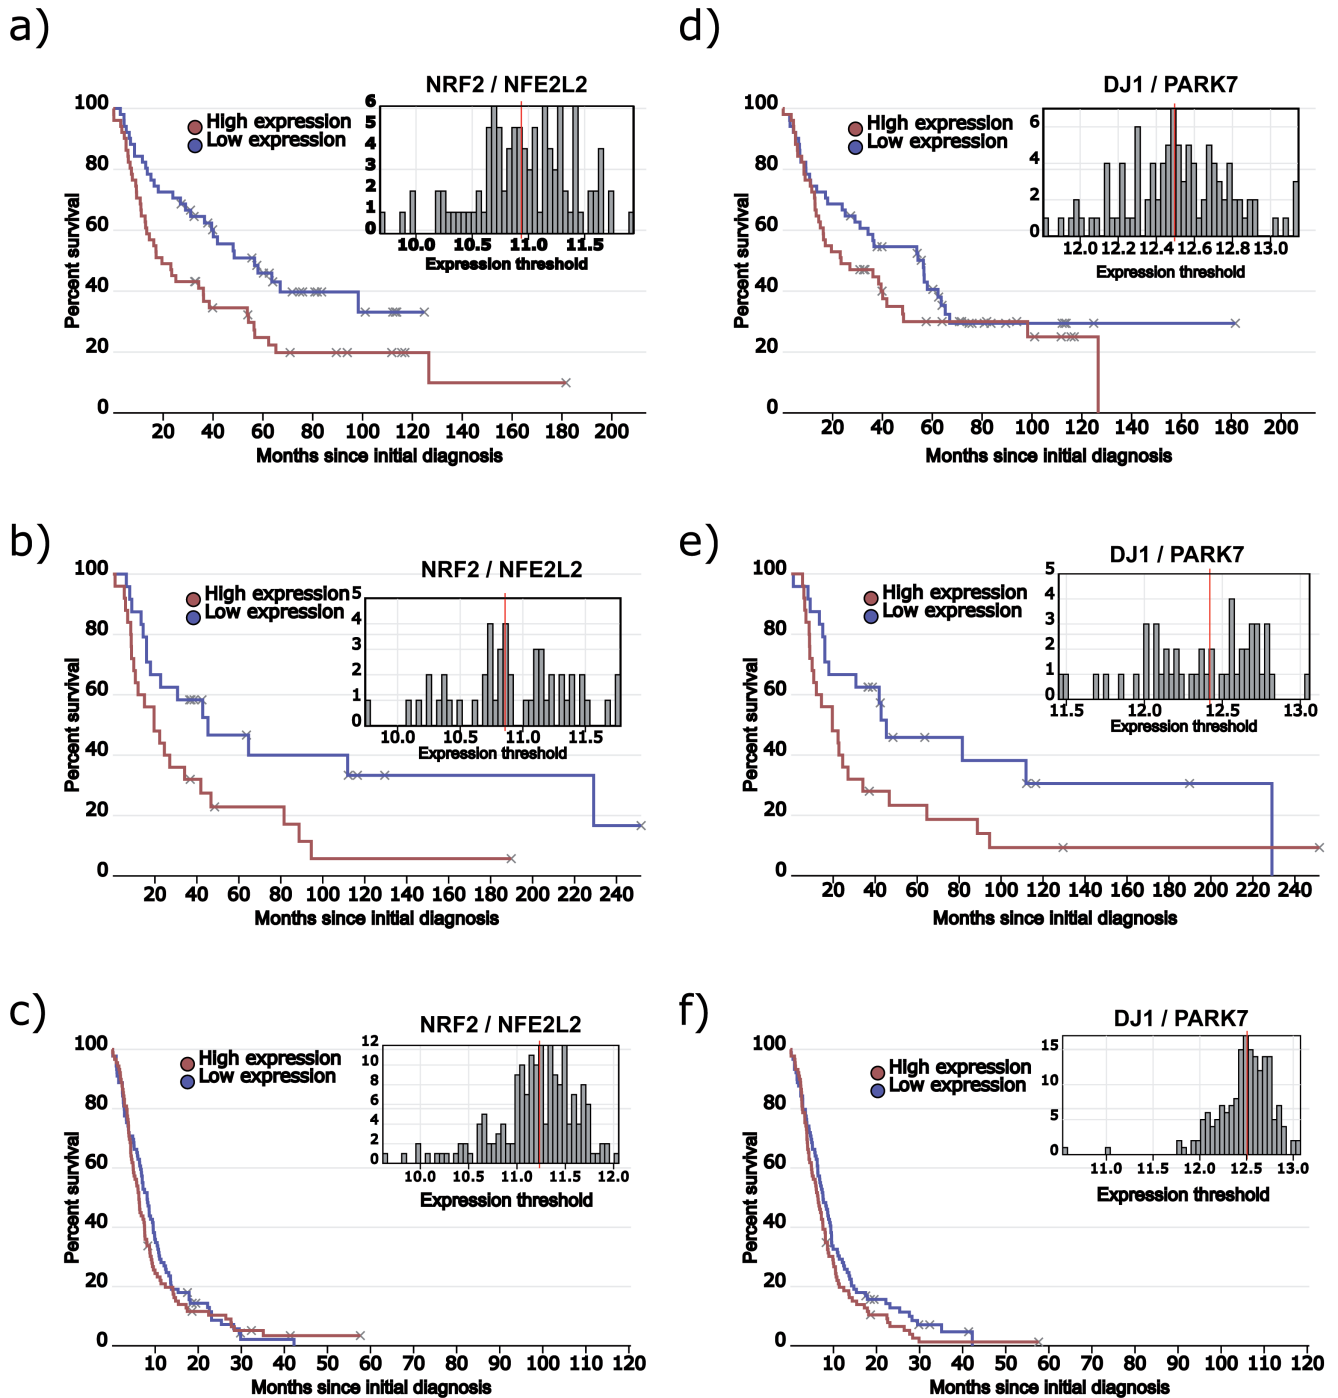 a)
NRF2 / NFE2L2
High expression
Low expression
6
5
4
3
2
1
0
10.0 10.5 11.0 11.5
Expression threshold
100
80
60
40
20
0
Percent survival
20 40 60 80 100 120 140 160 180 200
Months since initial diagnosis
d)
DJ1 / PARK7
High expression
Low expression
6
4
2
0
12.0 12.2 12.4 12.6 12.8 13.0
Expression threshold
100
80
60
40
20
0
Percent survival
20 40 60 80 100 120 140 160 180 200
Months since initial diagnosis
b)
NRF2 / NFE2L2
High expression
Low expression
5
4
3
2
1
0
10.0 10.5 11.0 11.5
Expression threshold
100
80
60
40
20
0
Percent survival
20 40 60 80 100 120 140 160 180 200 220 240
Months since initial diagnosis
e)
DJ1 / PARK7
High expression
Low expression
5
4
3
2
1
0
11.5 12.0 12.5 13.0
Expression threshold
100
80
60
40
20
0
Percent survival
20 40 60 80 100 120 140 160 180 200 220 240
Months since initial diagnosis
c)
NRF2 / NFE2L2
High expression
Low expression
12
10
8
6
4
2
0
10.0 10.5 11.0 11.5 12.0
Expression threshold
100
80
60
40
20
0
Percent survival
10 20 30 40 50 60 70 80 90 100 110 120
Months since initial diagnosis
f)
DJ1 / PARK7
High expression
Low expression
15
10
5
0
11.0 11.5 12.0 12.5 13.0
Expression threshold
100
80
60
40
20
0
Percent survival
10 20 30 40 50 60 70 80 90 100 110 120
Months since initial diagnosis